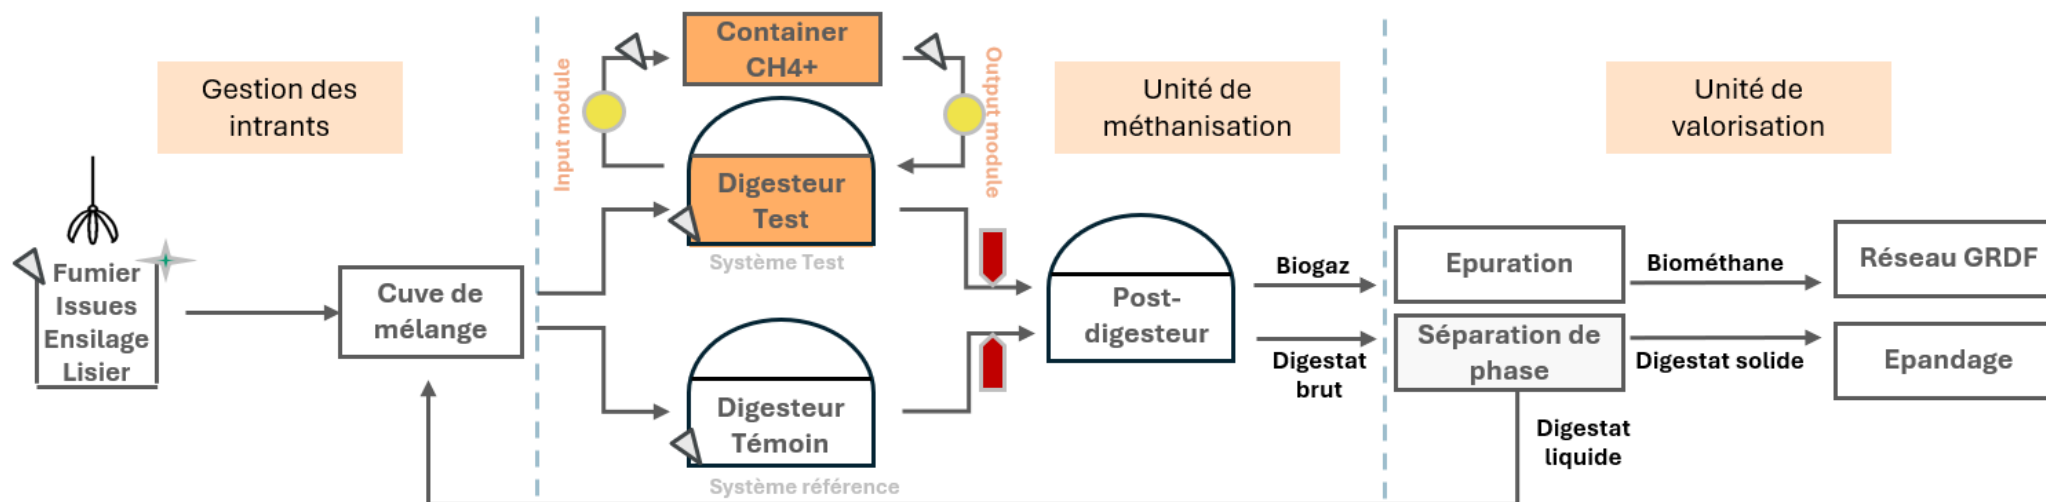 Gestion des
intrants
Fumier
Issues
Ensilage
Lisier
Cuve de
mélange
Input module
Container
CH4+
Output module
Digesteur
Test
Système Test
Digesteur
Témoin
Système référence
Unité de
méthanisation
Post-
digesteur
Biogaz
Digestat
brut
Unité de
valorisation
Epuration
Biométhane
Réseau GRDF
Séparation de
phase
Digestat solide
Epandage
Digestat
liquide